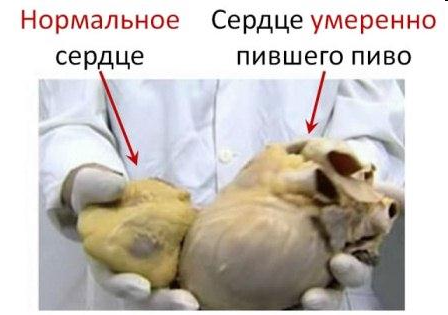 Нормальное
сердце
Сердце умеренно
пившего пиво